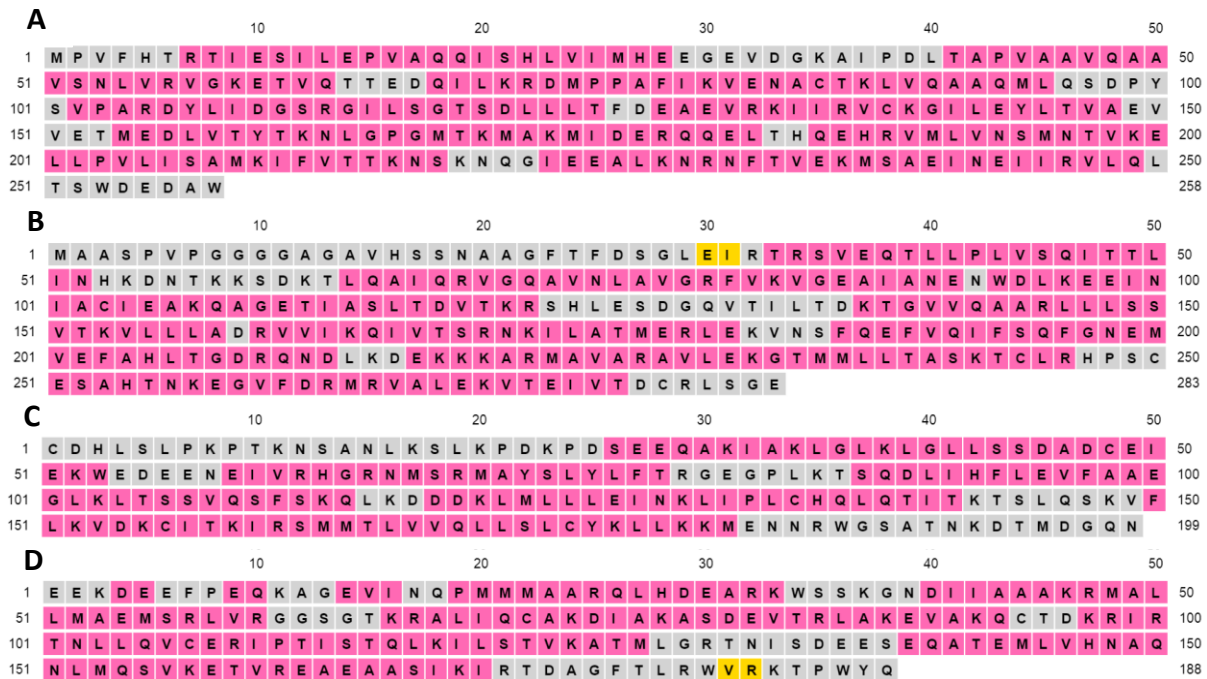 A
10 20 30 40 50
1 M P V F H T R T I E S I L E P V A Q Q I S H L V I M H E E G E V D G K A I P D L T A P V A A V Q A A 50
51 V S N L V R V G K E T V Q T T E D Q I L K R D M P P A F I K V E N A C T K L V Q A A Q M L Q S D P Y 100
101 S V P A R D Y L I D G S R G I L S G T S D L L L T F D E A E V R K I I R V C K G I L E Y L T V A E V 150
151 V E T M E D L V T Y T K N L G P G M T K M A K M I D E R Q Q E L T H Q E H R V M L V N S M N T V K E 200
201 L L P V L I S A M K I F V T T K N S K N Q G I E E A L K N R N F T V E K M S A E I N E I I R V L Q L 250
251 T S W D E D A W 258
B
10 20 30 40 50
1 M A A S P V P G G G G A G A V H S S N A A G F T F D S G L E I R T R S V E Q T L L P L V S Q I T T L 50
51 I N H K D N T K K S D K T L Q A I Q R V G Q A V N L A V G R F V K V G E A I A N E N W D L K E E I N 100
101 I A C I E A K Q A G E T I A S L T D V T K R S H L E S D G Q V T I L T D K T G V V Q A A R L L L S S 150
151 V T K V L L L A D R V V I K Q I V T S R N K I L A T M E R L E K V N S F Q E F V Q I F S Q F G N E M 200
201 V E F A H L T G D R Q N D L K D E K K K A R M A V A R A V L E K G T M M L L T A S K T C L R H P S C 250
251 E S A H T N K E G V F D R M R V A L E K V T E I V T D C R L S G E 283
C
10 20 30 40 50
1 C D H L S L P K P T K N S A N L K S L K P D K P D S E E Q A K I A K L G L K L G L L S S D A D C E I 50
51 E K W E D E E N E I V R H G R N M S R M A Y S L Y L F T R G E G P L K T S Q D L I H F L E V F A A E 100
101 G L K L T S S V Q S F S K Q L K D D D K L M L L L E I N K L I P L C H Q L Q T I T K T S L Q S K V F 150
151 L K V D K C I T K I R S M M T L V V Q L L S L C Y K L L K K M E N N R W G S A T N K D T M D G Q N 199
D
10 20 30 40 50
1 E E K D E E F P E Q K A G E V I N Q P M M M A A R Q L H D E A R K W S S K G N D I I A A A K R M A L 50
51 L M A E M S R L V R G G S G T K R A L I Q C A K D I A K A S D E V T R L A K E V A K Q C T D K R I R 100
101 T N L L Q V C E R I P T I S T Q L K I L S T V K A T M L G R T N I S D E E S E Q A T E M L V H N A Q 150
151 N L M Q S V K E T V R E A E A A S I K I R T D A G F T L R W V R K T P W Y Q 188